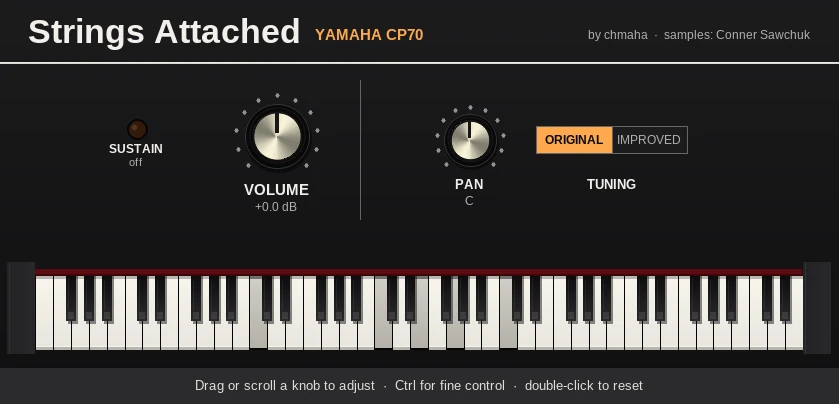 Strings Attached YAMAHA CP70 by chmaha · samples: Conner Sawchuk
SUSTAIN
off
VOLUME
+0.0 dB
PAN
C
ORIGINAL IMPROVED
TUNING
Drag or scroll a knob to adjust · Ctrl for fine control · double-click to reset